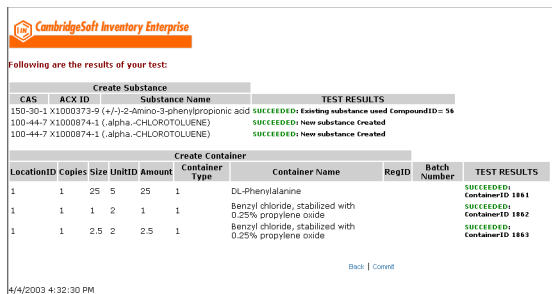 INV
CambridgeSoft Inventory Enterprise
Following are the results of your test:
Create Substance
CAS ACX ID Substance Name TEST RESULTS
150-30-1 X1000373-9 (+/-)-2-Amino-3-phenylpropionic acid SUCCEEDED: Existing substance used CompoundID= 56
100-44-7 X1000874-1 (.alpha.-CHLOROTOLUENE) SUCCEEDED: New substance Created
100-44-7 X1000874-1 (.alpha.-CHLOROTOLUENE) SUCCEEDED: New substance Created
Create Container
LocationID Copies Size UnitID Amount Container Type Container Name RegID Batch Number TEST RESULTS
1 1 25 5 25 1 DL-Phenylalanine SUCCEEDED: ContainerID 1861
1 1 1 2 1 1 Benzyl chloride, stabilized with 0.25% propylene oxide SUCCEEDED: ContainerID 1862
1 1 2.5 2 2.5 1 Benzyl chloride, stabilized with 0.25% propylene oxide SUCCEEDED: ContainerID 1863
Back | Commit
4/4/2003 4:32:30 PM